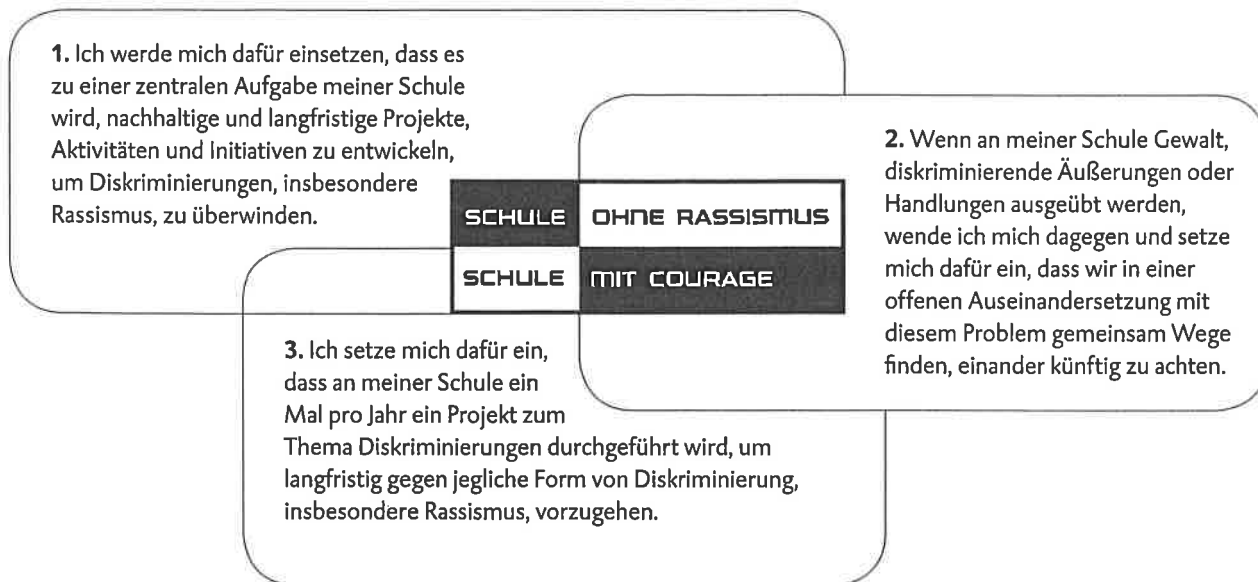 1. Ich werde mich dafür einsetzen, dass es
zu einer zentralen Aufgabe meiner Schule
wird, nachhaltige und langfristige Projekte,
Aktivitäten und Initiativen zu entwickeln,
um Diskriminierungen, insbesondere
Rassismus, zu überwinden.
SCHULE OHNE RASSISMUS
SCHULE MIT COURAGE
2. Wenn an meiner Schule Gewalt,
diskriminierende Äußerungen oder
Handlungen ausgeübt werden,
wende ich mich dagegen und setze
mich dafür ein, dass wir in einer
offenen Auseinandersetzung mit
diesem Problem gemeinsam Wege
finden, einander künftig zu achten.
3. Ich setze mich dafür ein,
dass an meiner Schule ein
Mal pro Jahr ein Projekt zum
Thema Diskriminierungen durchgeführt wird, um
langfristig gegen jegliche Form von Diskriminierung,
insbesondere Rassismus, vorzugehen.